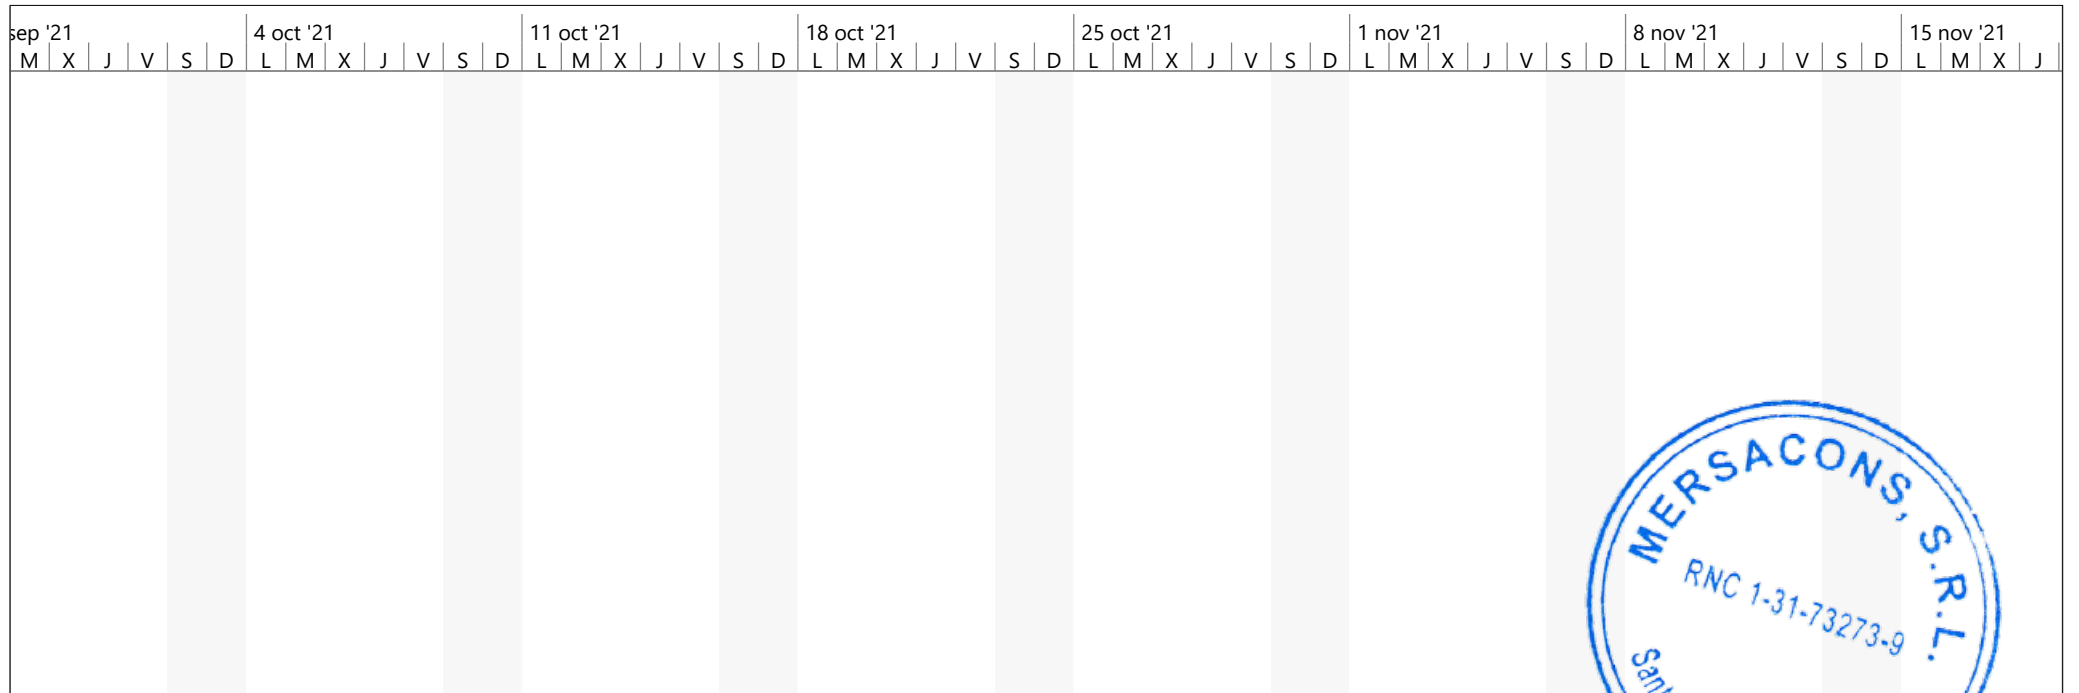 sep '21 4 oct '21 11 oct '21 18 oct '21 25 oct '21 1 nov '21 8 nov '21 15 nov '21
M X J V S D L M X J V S D L M X J V S D L M X J V S D L M X J V S D L M X J V S D L M X J V S D L M X J
MERSACONS, S.R.L.
RNC 1-31-73273-9